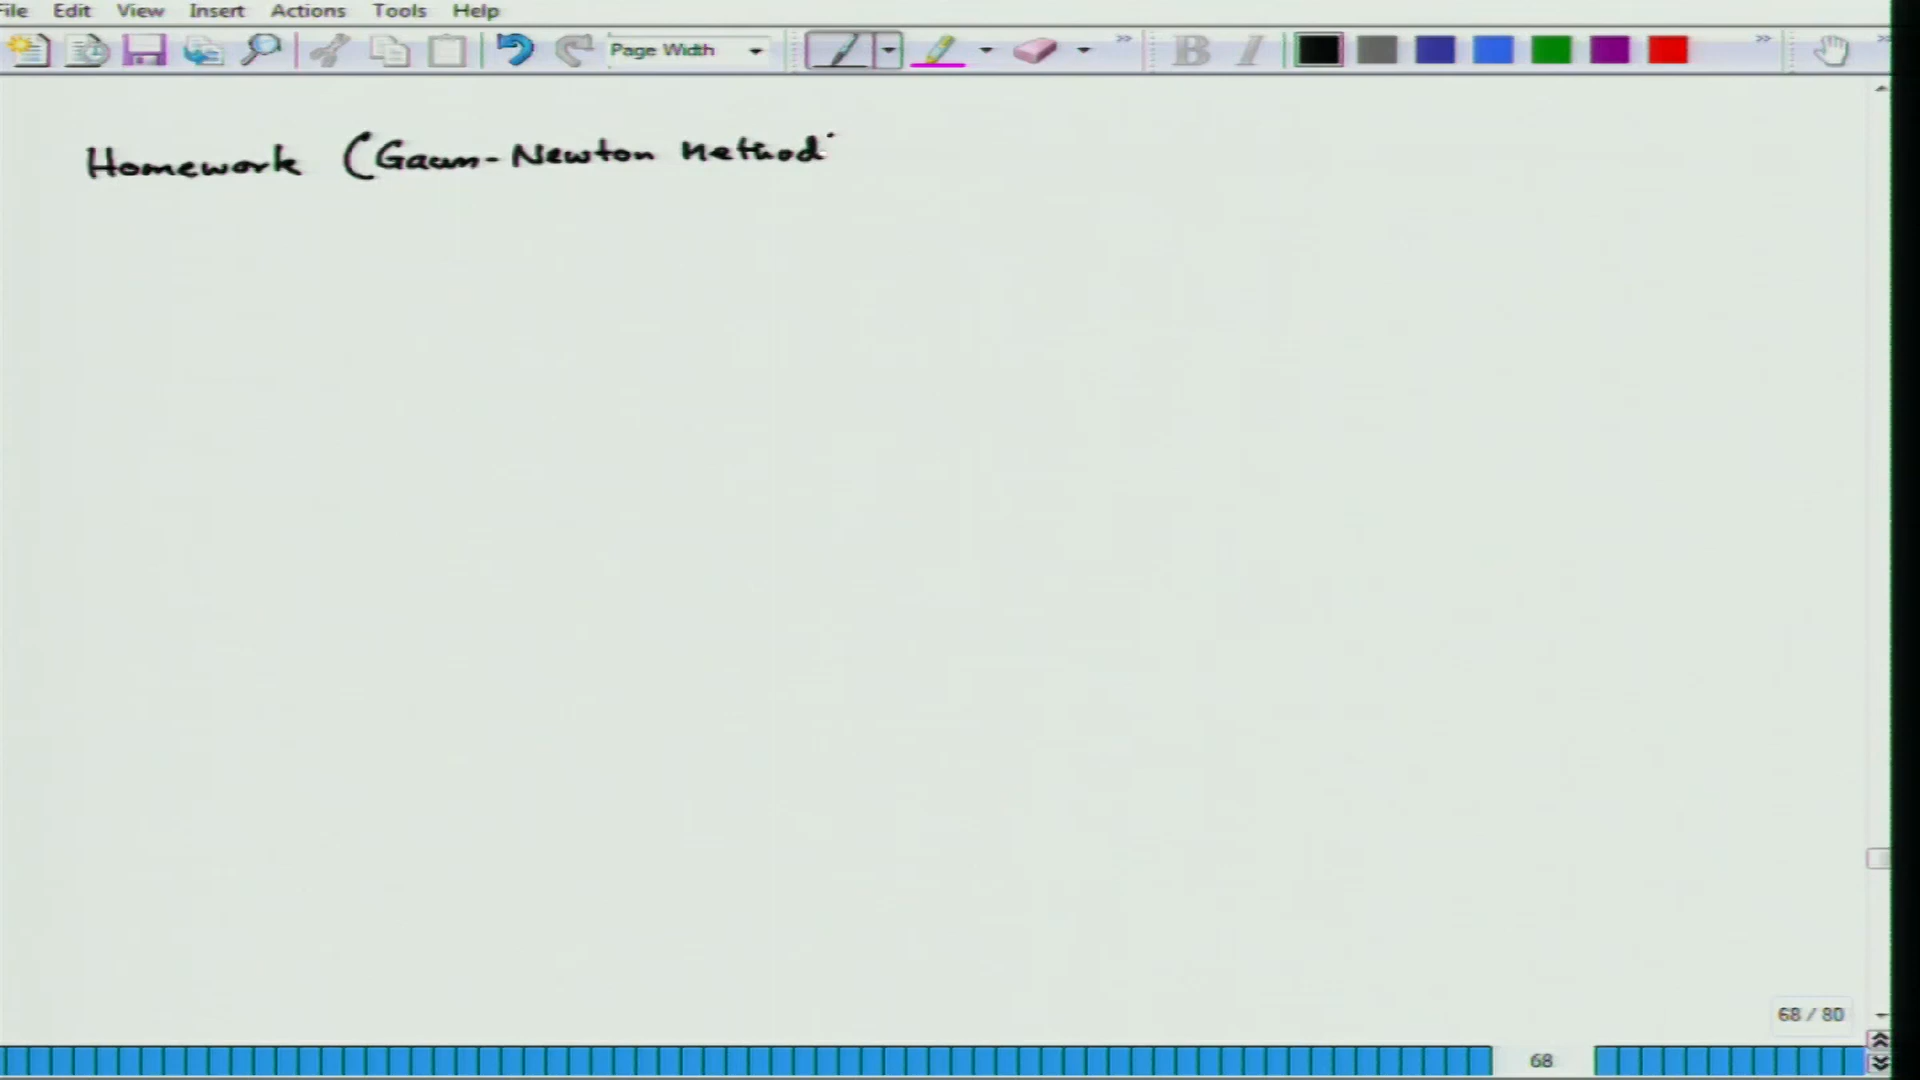 File Edit View Insert Actions Tools Help
Page Width
B I
Homework (Gauss-Newton Method
68 / 80
68